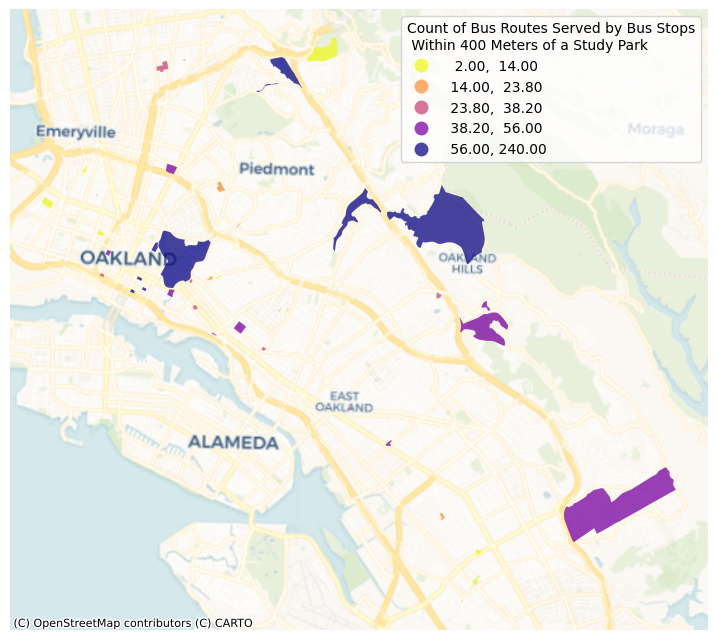 Count of Bus Routes Served by Bus Stops
Within 400 Meters of a Study Park
2.00, 14.00
14.00, 23.80
23.80, 38.20
38.20, 56.00
56.00, 240.00
Emeryville
Moraga
Piedmont
OAKLAND
OAKLAND
HILLS
EAST
OAKLAND
ALAMEDA
(C) OpenStreetMap contributors (C) CARTO